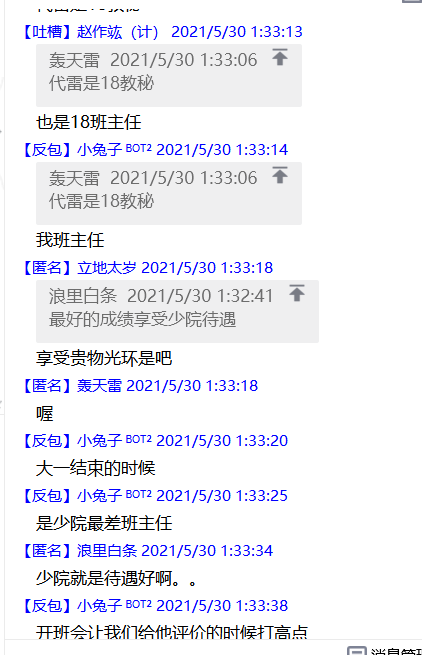 【吐槽】赵作竑（计） 2021/5/30 1:33:13
轰天雷 2021/5/30 1:33:06
代雷是18教秘
也是18班主任
【反包】小兔子 BOT2 2021/5/30 1:33:14
轰天雷 2021/5/30 1:33:06
代雷是18教秘
我班主任
【匿名】立地太岁 2021/5/30 1:33:18
浪里白条 2021/5/30 1:32:41
最好的成绩享受少院待遇
享受贵物光环是吧
【匿名】轰天雷 2021/5/30 1:33:18
喔
【反包】小兔子 BOT2 2021/5/30 1:33:20
大一结束的时候
【反包】小兔子 BOT2 2021/5/30 1:33:25
是少院最差班主任
【匿名】浪里白条 2021/5/30 1:33:34
少院就是待遇好啊。。
【反包】小兔子 BOT2 2021/5/30 1:33:38
开班会让我们给他评价的时候打高点
消息管理